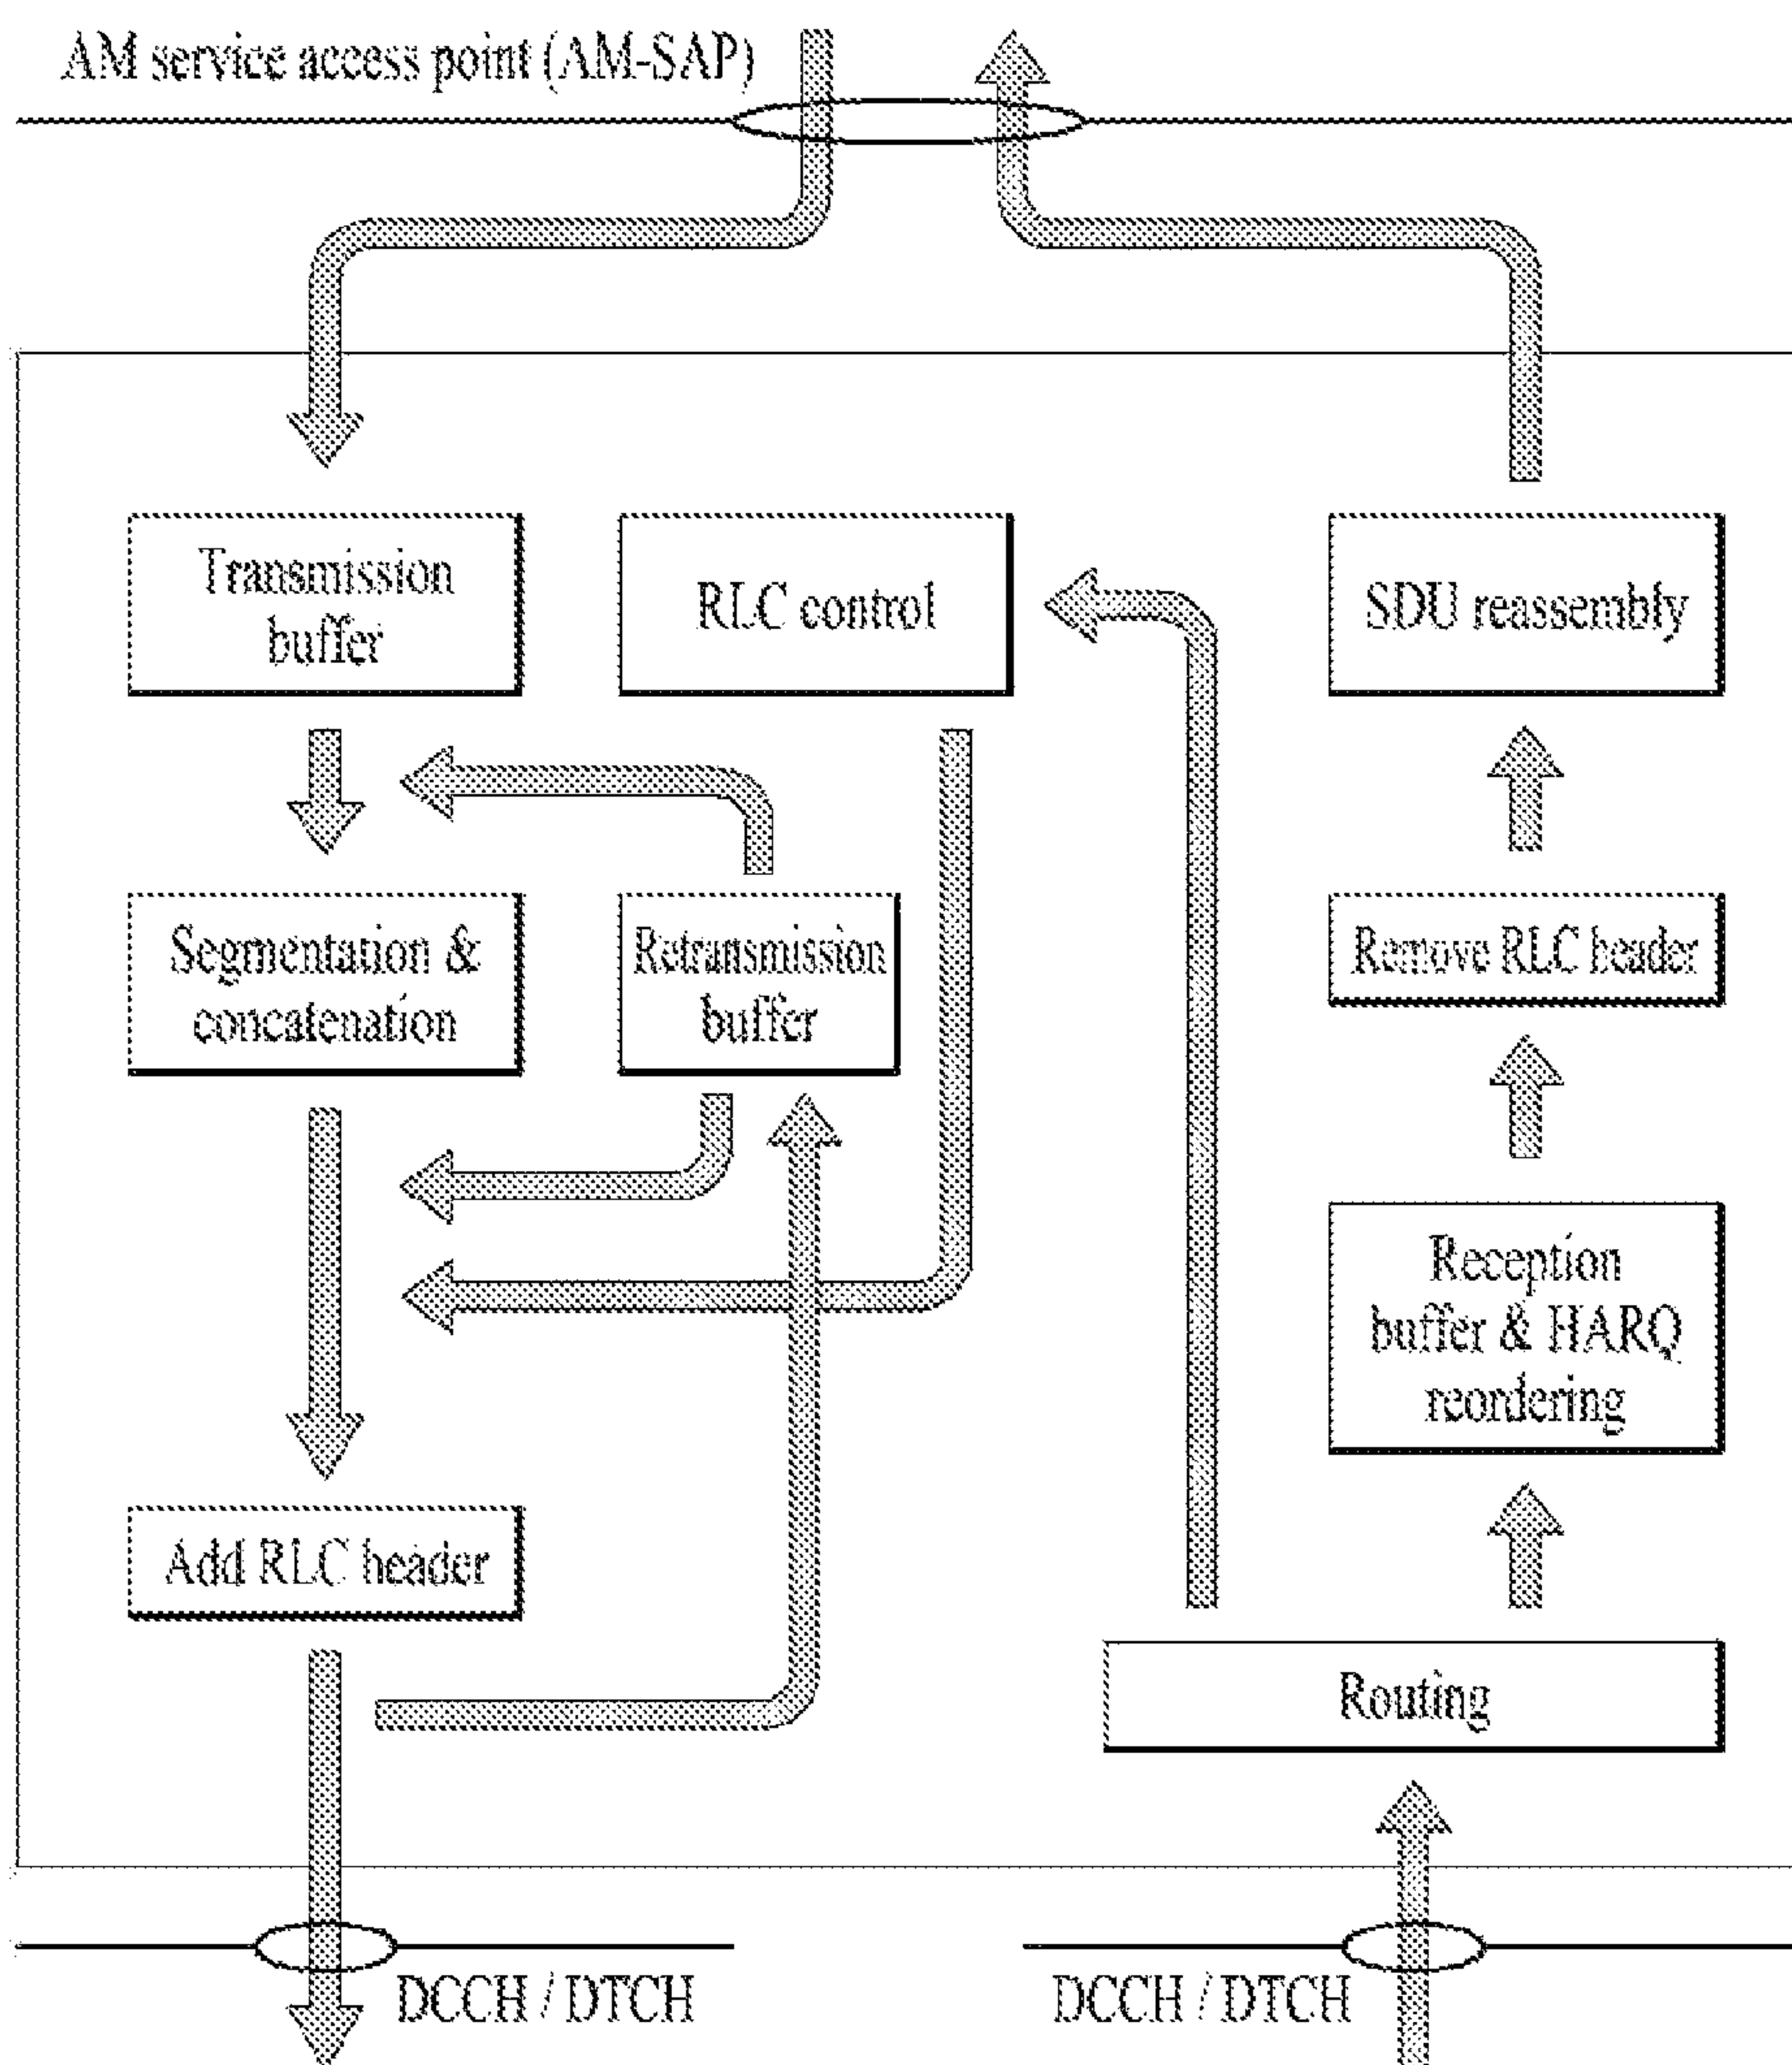 AM service access point (AM-SAP)
Transmission
buffer
RLC control
SDU reassembly
Segmentation &
concatenation
Retransmission
buffer
Remove RLC header
Reception
buffer & HARQ
reordering
Add RLC header
Routing
DCCH / DTCH
DCCH / DTCH